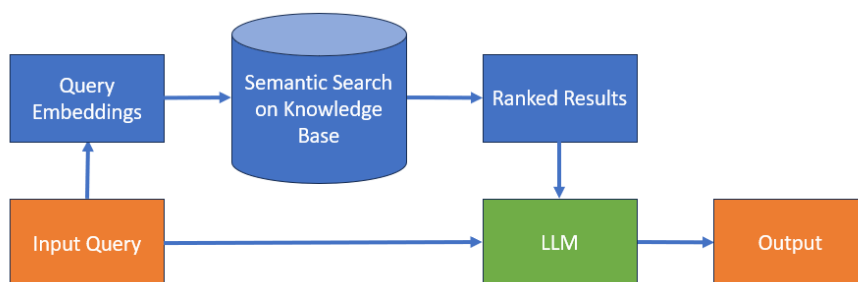 Query
Embeddings
Semantic Search
on Knowledge
Base
Ranked Results
Input Query
LLM
Output